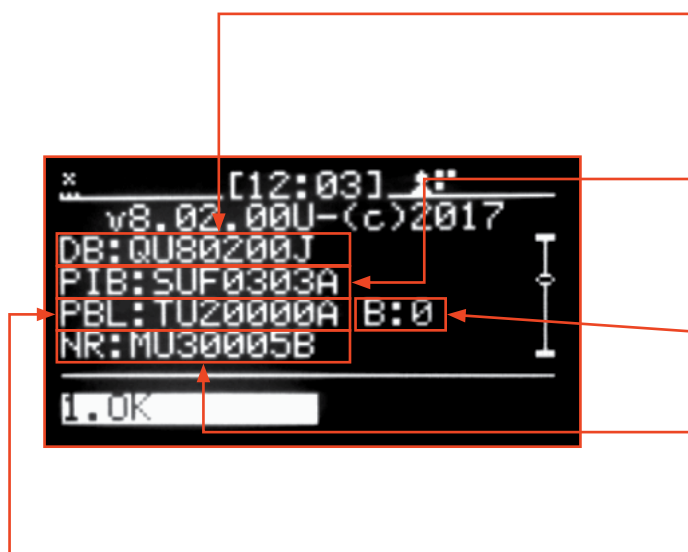 [12:03]
v8.02.00U-(c)2017
DB:QU80200J
PIB:SUF0303A
PBL:TU20000A B:0
NR:MU30005B
1.OK